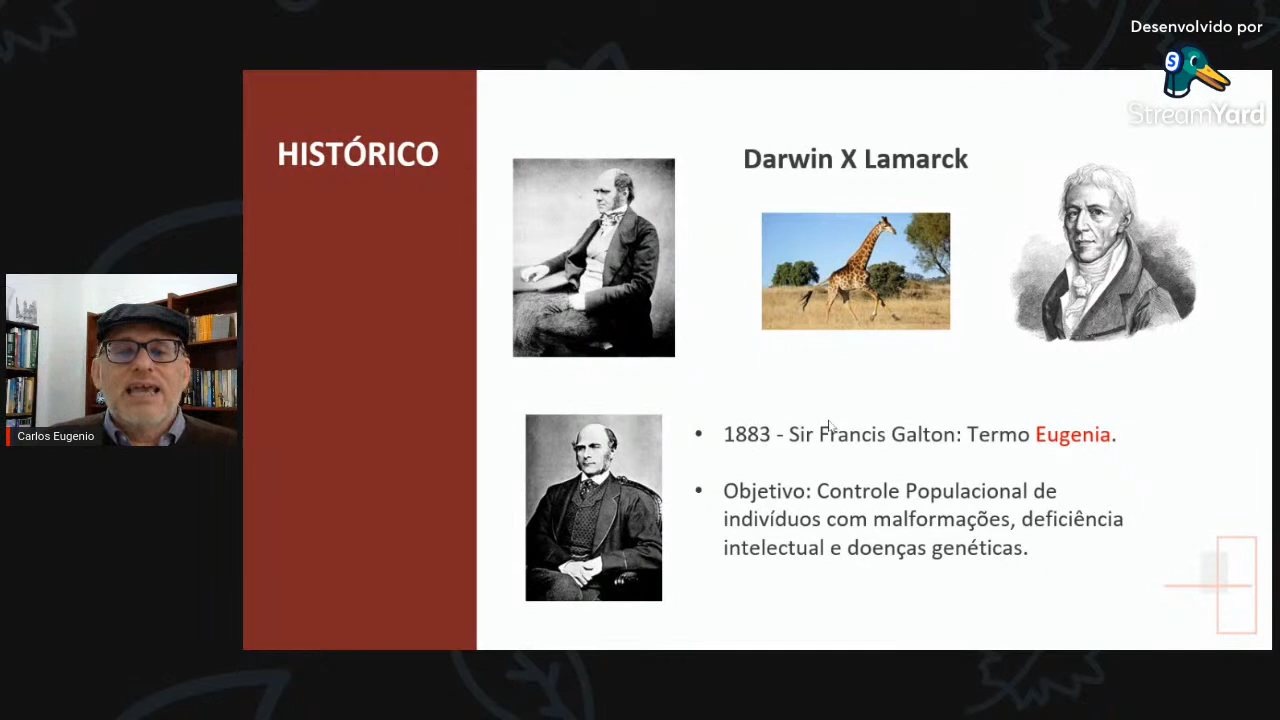 Desenvolvido por
StreamYard
HISTÓRICO
Darwin X Lamarck
Carlos Eugenio
• 1883 - Sir Francis Galton: Termo Eugenia.
• Objetivo: Controle Populacional de
indivíduos com malformações, deficiência
intelectual e doenças genéticas.